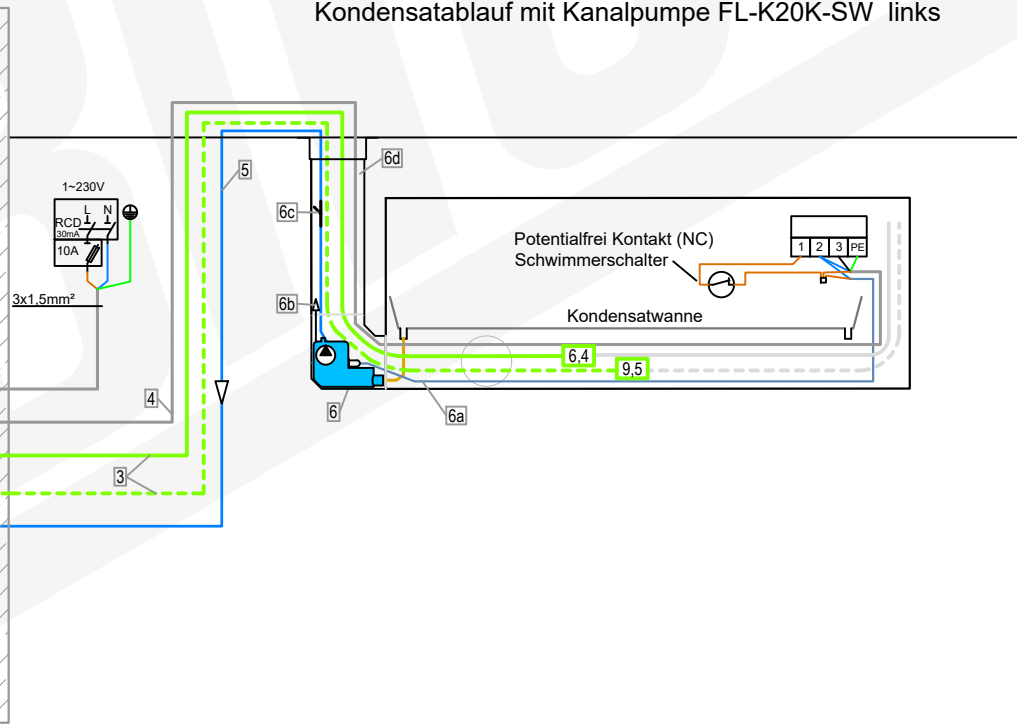 Kondensatablauf mit Kanalpumpe FL-K20K-SW links
6d
5
1~230V
L N
RCD
30mA
10A
6c
Potentialfrei Kontakt (NC)
Schwimmerschalter
1 2 3 PE
3x1,5mm²
6b
Kondensatwanne
6,4
9,5
4
6
6a
3